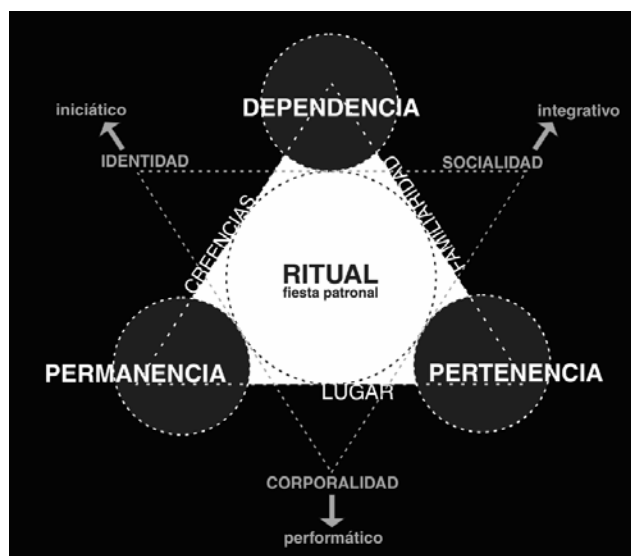 DEPENDENCIA
iniciático
integrativo
IDENTIDAD
SOCIALIDAD
CREENCIAS
FAMILIARIDAD
RITUAL
fiesta patronal
PERMANENCIA
PERTENENCIA
LUGAR
CORPORALIDAD
performático